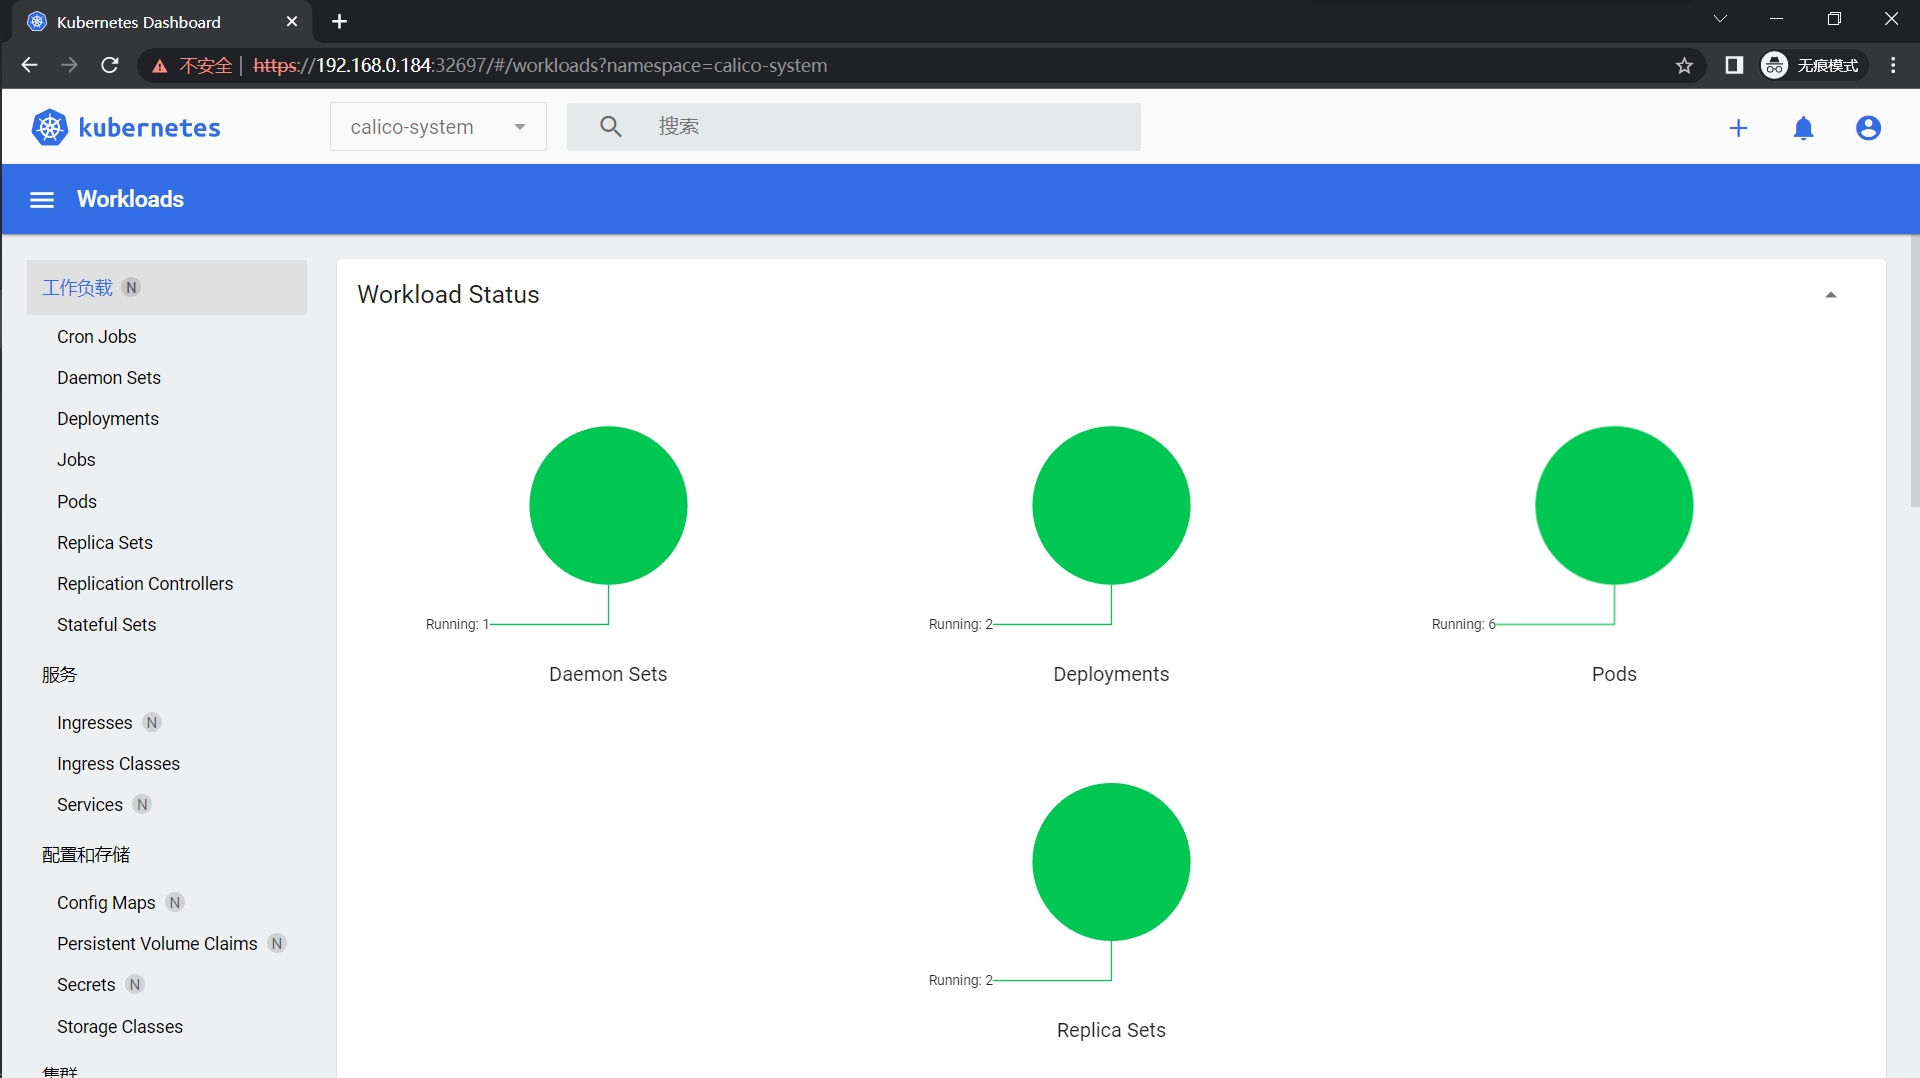 Kubernetes Dashboard
不安全 | https://192.168.0.184:32697/#/workloads?namespace=calico-system
无痕模式
kubernetes
calico-system
搜索
Workloads
工作负载 N
Cron Jobs
Daemon Sets
Deployments
Jobs
Pods
Replica Sets
Replication Controllers
Stateful Sets
服务
Ingresses N
Ingress Classes
Services N
配置和存储
Config Maps N
Persistent Volume Claims N
Secrets N
Storage Classes
集群
Workload Status
Running: 1
Daemon Sets
Running: 2
Deployments
Running: 6
Pods
Running: 2
Replica Sets